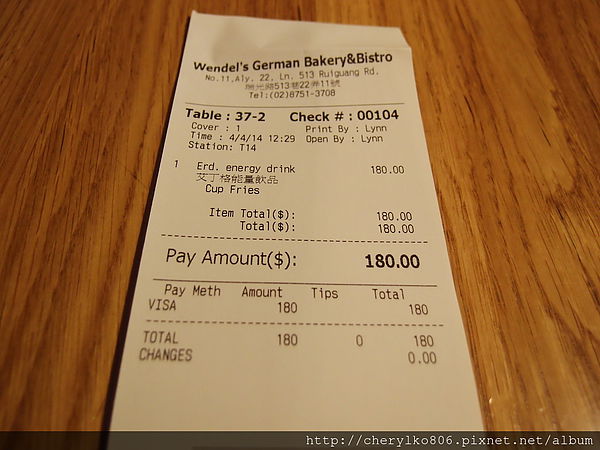 Wendel's German Bakery&Bistro
No.11,Aly. 22, Ln. 513 Ruiguang Rd.
瑞光路513巷22弄11號
Tel:(02)8751-3708
Table : 37-2 Check # : 00104
Cover : 1 Print By : Lynn
Time : 4/4/14 12:29 Open By : Lynn
Station: T14
1 Erd. energy drink 180.00
艾丁格能量飲品
Cup Fries
Item Total($): 180.00
Total($): 180.00
Pay Amount($): 180.00
Pay Meth Amount Tips Total
VISA 180 180
TOTAL 180 0 180
CHANGES 0.00
http://cherylko806.pixnet.net/album